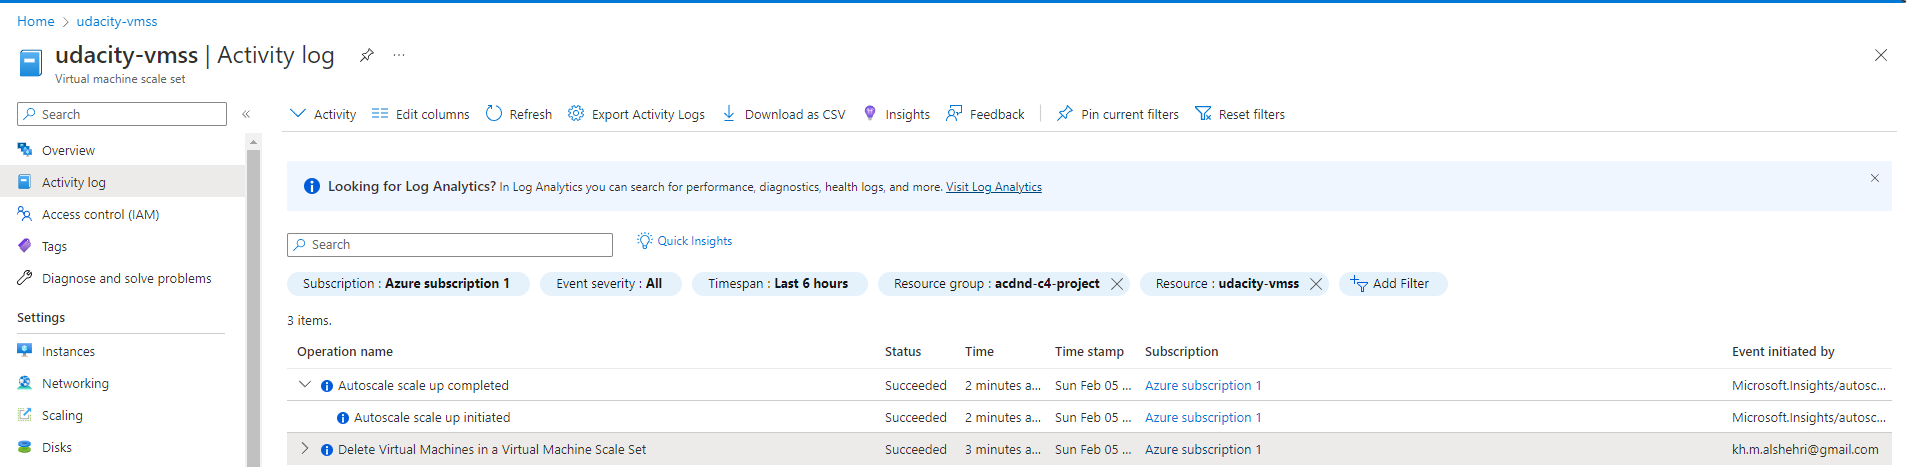 Home > udacity-vmss
udacity-vmss | Activity log
Virtual machine scale set
Search
Overview
Activity log
Access control (IAM)
Tags
Diagnose and solve problems
Settings
Instances
Networking
Scaling
Disks
Activity Edit columns Refresh Export Activity Logs Download as CSV Insights Feedback Pin current filters Reset filters
Looking for Log Analytics? In Log Analytics you can search for performance, diagnostics, health logs, and more. Visit Log Analytics
Search Quick Insights
Subscription : Azure subscription 1 Event severity : All Timespan : Last 6 hours Resource group : acdnd-c4-project Resource : udacity-vmss Add Filter
3 items.
Operation name Status Time Time stamp Subscription Event initiated by
Autoscale scale up completed Succeeded 2 minutes a... Sun Feb 05 ... Azure subscription 1 Microsoft.Insights/autosc...
Autoscale scale up initiated Succeeded 2 minutes a... Sun Feb 05 ... Azure subscription 1 Microsoft.Insights/autosc...
Delete Virtual Machines in a Virtual Machine Scale Set Succeeded 3 minutes a... Sun Feb 05 ... Azure subscription 1 kh.m.alshehri@gmail.com